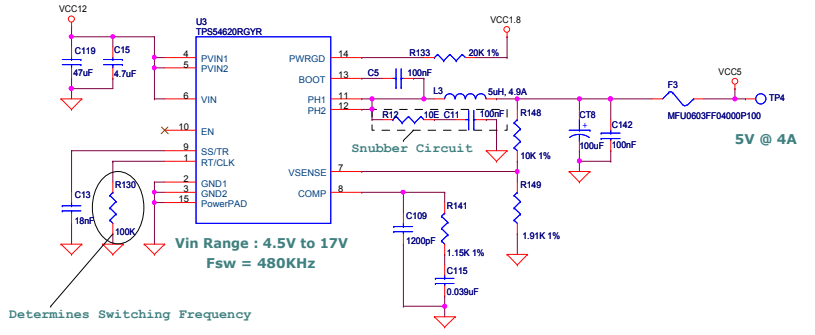 VCC12
U3
TPS54620RGYR
C119
47uF
C15
4.7uF
4
PVIN1
5
PVIN2
6
VIN
10
EN
9
SS/TR
1
RT/CLK
2
GND1
3
GND2
15
PowerPAD
PWRGD
14
BOOT
13
PH1
11
PH2
12
VSENSE
7
COMP
8
R133
20K 1%
VCC1.8
C5
100nF
L3
5uH, 4.9A
R12
10E
C11
100nF
Snubber Circuit
R148
10K 1%
R149
1.91K 1%
CT8
+
100uF
C142
100nF
F3
MFU0603FF04000P100
VCC5
TP4
5V @ 4A
C13
18nF
R130
100K
C109
1200pF
R141
1.15K 1%
C115
0.039uF
Vin Range : 4.5V to 17V
Fsw = 480KHz
Determines Switching Frequency